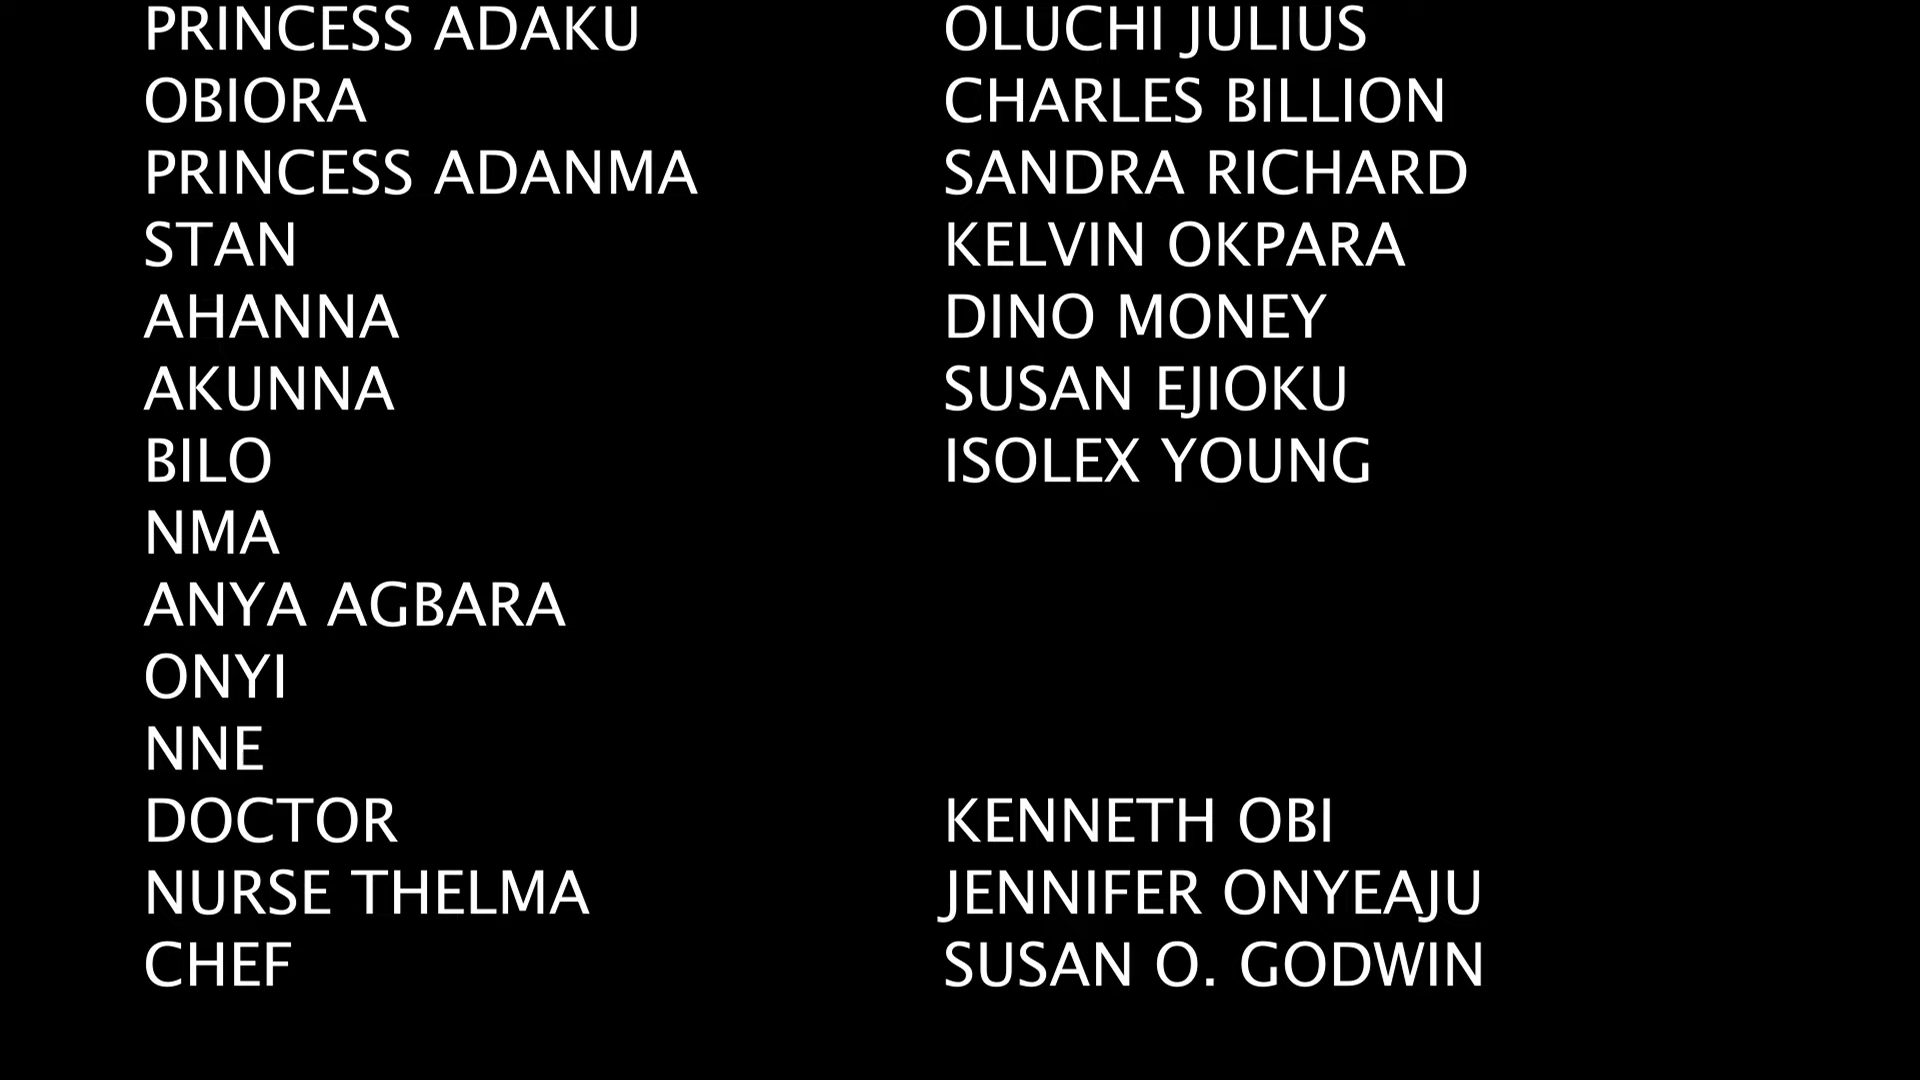 PRINCESS ADAKU OLUCHI JULIUS
OBIORA CHARLES BILLION
PRINCESS ADANMA SANDRA RICHARD
STAN KELVIN OKPARA
AHANNA DINO MONEY
AKUNNA SUSAN EJIOKU
BILO ISOLEX YOUNG
NMA
ANYA AGBARA
ONYI
NNE
DOCTOR KENNETH OBI
NURSE THELMA JENNIFER ONYEAJU
CHEF SUSAN O. GODWIN